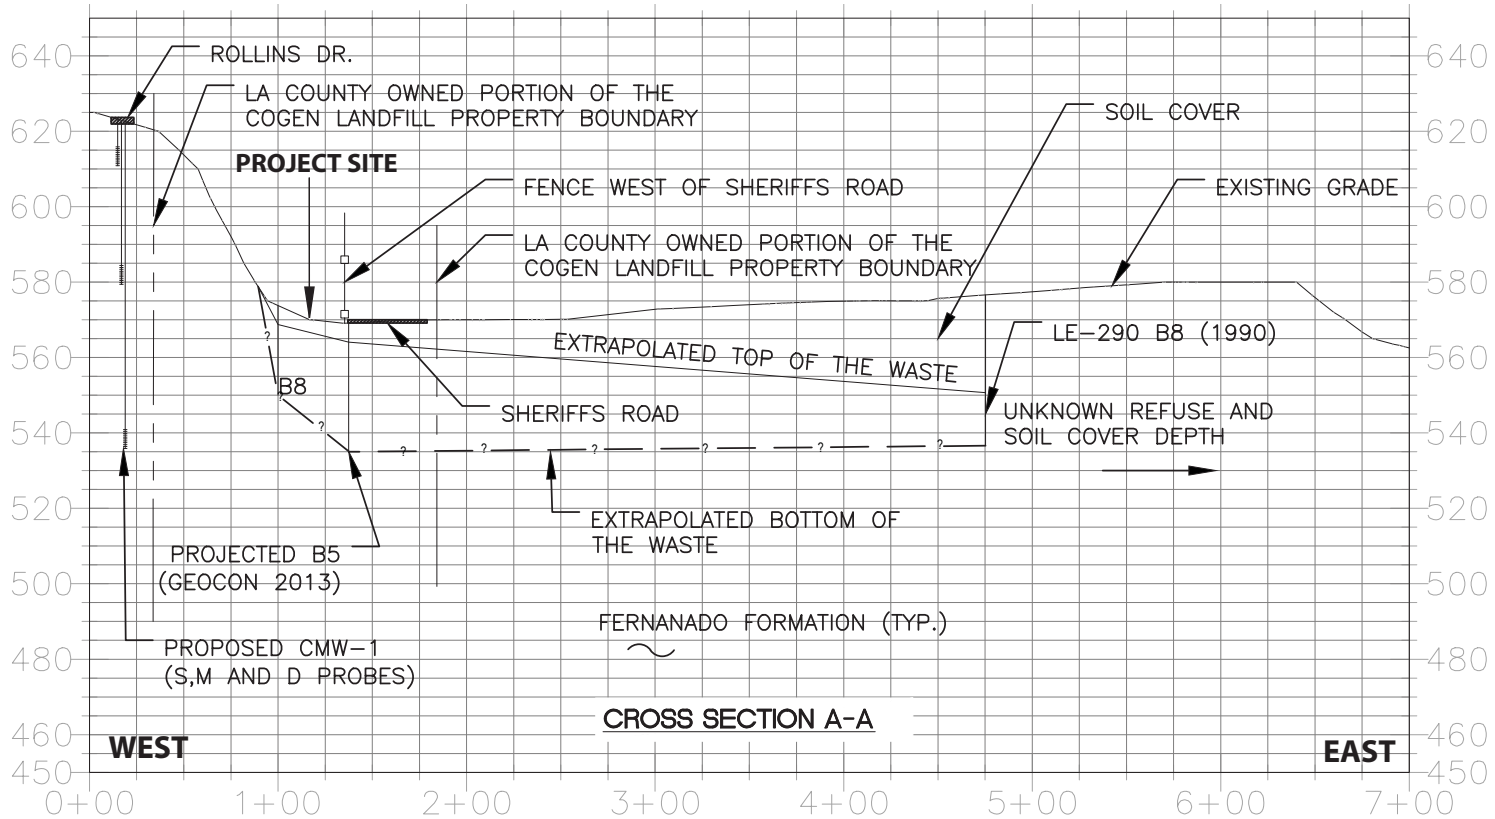 640
640
ROLLINS DR.
LA COUNTY OWNED PORTION OF THE
COGEN LANDFILL PROPERTY BOUNDARY
SOIL COVER
620
620
PROJECT SITE
FENCE WEST OF SHERIFFS ROAD
EXISTING GRADE
600
600
LA COUNTY OWNED PORTION OF THE
COGEN LANDFILL PROPERTY BOUNDARY
580
580
?
EXTRAPOLATED TOP OF THE WASTE
LE-290 B8 (1990)
560
560
B8
?
SHERIFFS ROAD
UNKNOWN REFUSE AND
SOIL COVER DEPTH
?
540
540
? ? ? ? ? ?
520
520
EXTRAPOLATED BOTTOM OF
THE WASTE
PROJECTED B5
(GEOCON 2013)
500
500
FERNANADO FORMATION (TYP.)
PROPOSED CMW-1
(S,M AND D PROBES)
480
480
CROSS SECTION A-A
460
460
WEST
EAST
450
450
0+00 1+00 2+00 3+00 4+00 5+00 6+00 7+00